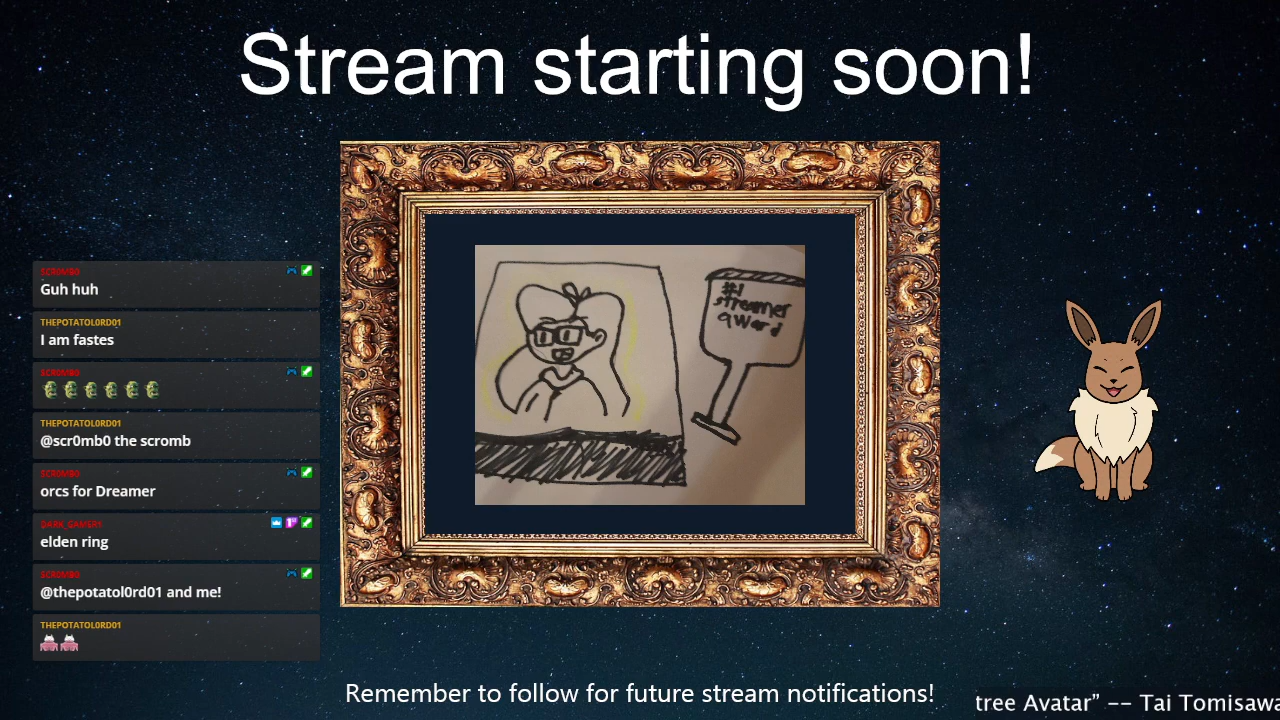 Stream starting soon!
SCR0MB0
Guh huh
THEPOTATOL0RD01
I am fastes
SCR0MB0
THEPOTATOL0RD01
@scr0mb0 the scromb
SCR0MB0
orcs for Dreamer
DARK_GAMERY
elden ring
SCR0MB0
@thepotatol0rd01 and me!
THEPOTATOL0RD01
#1
streamer
award
Remember to follow for future stream notifications!
tree Avatar” -- Tai Tomisawa